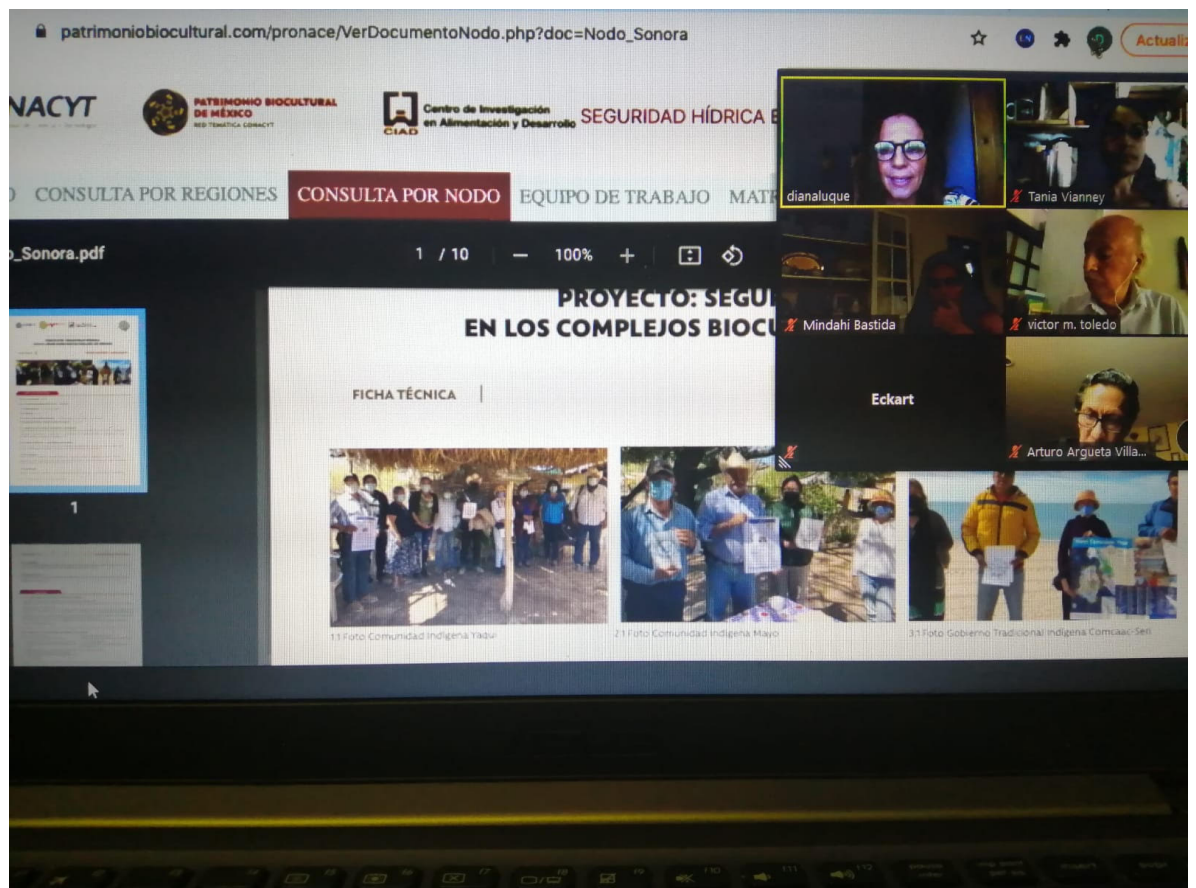 patrimoniobiocultural.com/pronace/VerDocumentoNodo.php?doc=Nodo_Sonora
Actualiz
NACYT
PATRIMONIO BIOCULTURAL
DE MÉXICO
RED TEMÁTICA CONACYT
CIAD
Centro de Investigación
en Alimentación y Desarrollo
SEGURIDAD HÍDRICA E
CONSULTA POR REGIONES
CONSULTA POR NODO
EQUIPO DE TRABAJO
MATR
dianaluque
Tania Vianney
o_Sonora.pdf
1 / 10
100%
PROYECTO: SEGU
EN LOS COMPLEJOS BIOCU
Mindahi Bastida
victor m. toledo
FICHA TÉCNICA
Eckart
Arturo Argueta Villa...
1
1.1 Foto Comunidad Indígena Yaqui
2.1 Foto Comunidad Indígena Mayo
3.1 Foto Gobierno Tradicional Indígena Comcaac-Seri